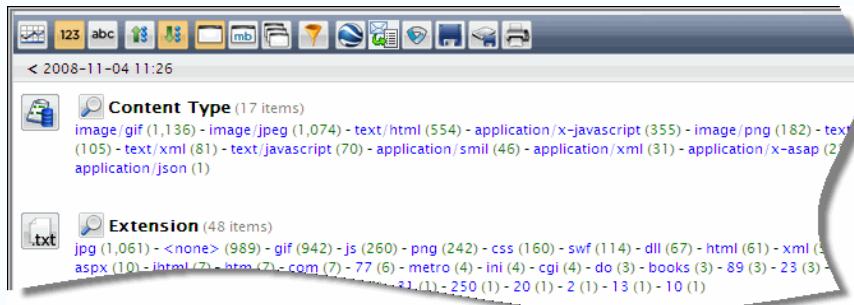 123 abc mb
< 2008-11-04 11:26
Content Type (17 items)
image/gif (1,136) - image/jpeg (1,074) - text/html (554) - application/x-javascript (355) - image/png (182) - text
(105) - text/xml (81) - text/javascript (70) - application/smil (46) - application/xml (31) - application/x-asap (2
application/json (1)
.txt
Extension (48 items)
jpg (1,061) - <none> (989) - gif (942) - js (260) - png (242) - css (160) - swf (114) - dll (67) - html (61) - xml (
aspx (10) - jhtml (7) - htm (7) - com (7) - 77 (6) - metro (4) - ini (4) - cgi (4) - do (3) - books (3) - 89 (3) - 23 (3) -
31 (1) - 250 (1) - 20 (1) - 2 (1) - 13 (1) - 10 (1)